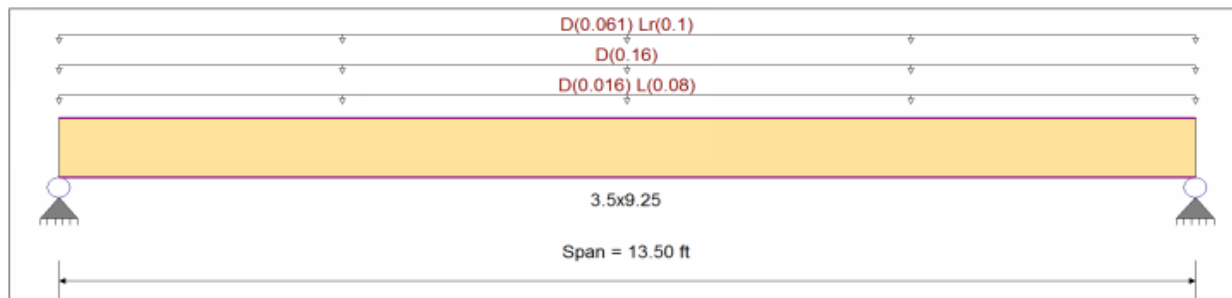 D(0.061) Lr(0.1)
D(0.16)
D(0.016) L(0.08)
3.5x9.25
Span = 13.50 ft